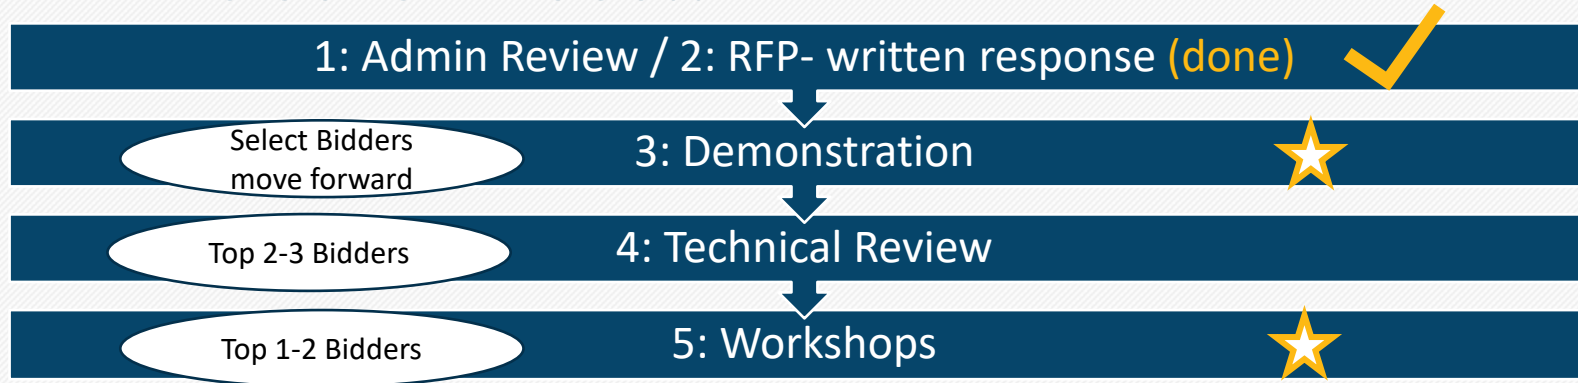 1: Admin Review / 2: RFP- written response (done)
Select Bidders
move forward
3: Demonstration
Top 2-3 Bidders
4: Technical Review
Top 1-2 Bidders
5: Workshops